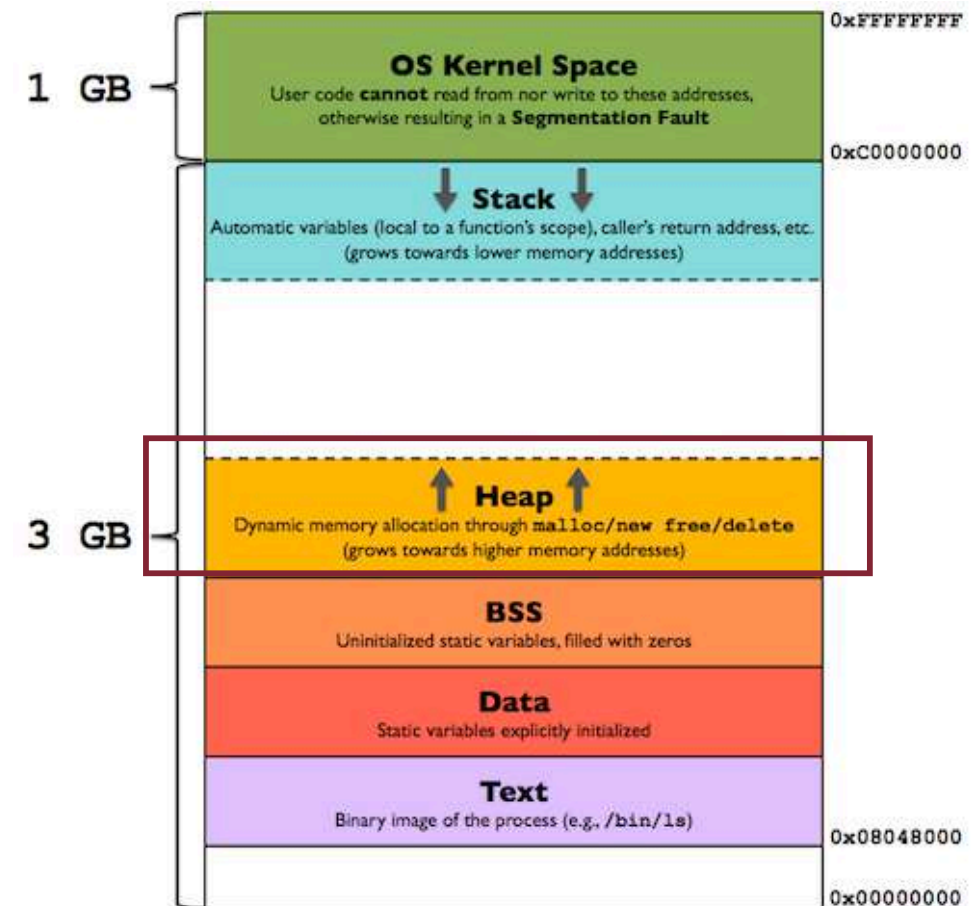 0xFFFFFFFF
1 GB
OS Kernel Space
User code cannot read from nor write to these addresses,
otherwise resulting in a Segmentation Fault
0xC0000000
Stack
Automatic variables (local to a function's scope), caller's return address, etc.
(grows towards lower memory addresses)
3 GB
Heap
Dynamic memory allocation through malloc/new free/delete
(grows towards higher memory addresses)
BSS
Uninitialized static variables, filled with zeros
Data
Static variables explicitly initialized
Text
Binary image of the process (e.g., /bin/ls)
0x08048000
0x00000000